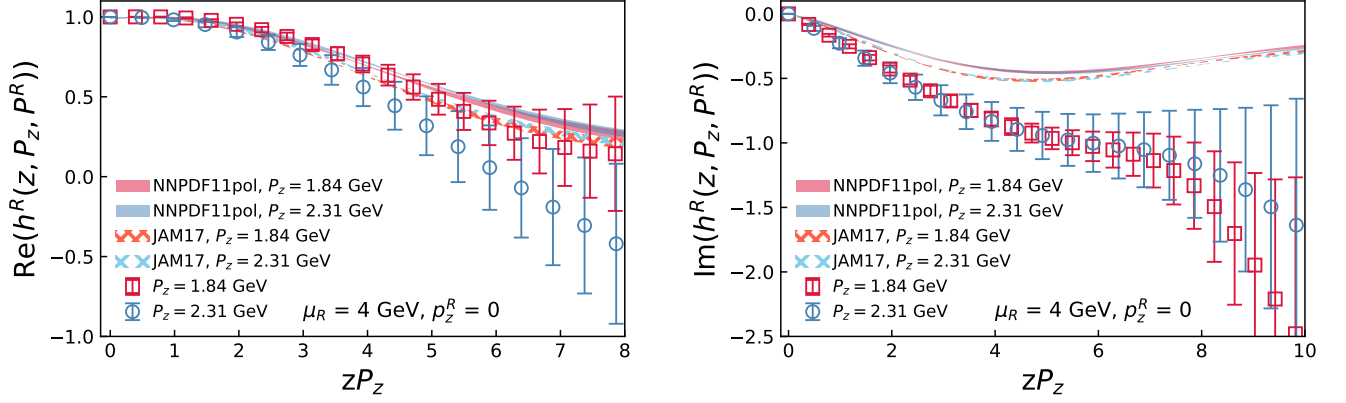 Re(h^R(z, P_z, P^R))
1.0
0.5
0.0
−0.5
−1.0
NNPDF11pol, P_z = 1.84 GeV
NNPDF11pol, P_z = 2.31 GeV
JAM17, P_z = 1.84 GeV
JAM17, P_z = 2.31 GeV
P_z = 1.84 GeV
P_z = 2.31 GeV
μ_R = 4 GeV, p_z^R = 0
0 1 2 3 4 5 6 7 8
zP_z
Im(h^R(z, P_z, P^R))
0.0
−0.5
−1.0
−1.5
−2.0
−2.5
NNPDF11pol, P_z = 1.84 GeV
NNPDF11pol, P_z = 2.31 GeV
JAM17, P_z = 1.84 GeV
JAM17, P_z = 2.31 GeV
P_z = 1.84 GeV
P_z = 2.31 GeV
μ_R = 4 GeV, p_z^R = 0
0 2 4 6 8 10
zP_z